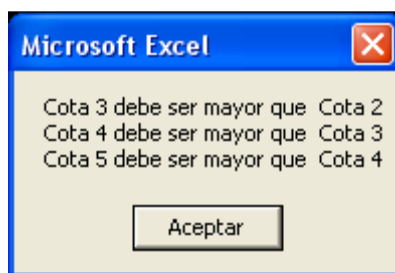 Microsoft Excel
Cota 3 debe ser mayor que  Cota 2
Cota 4 debe ser mayor que  Cota 3
Cota 5 debe ser mayor que  Cota 4
Aceptar